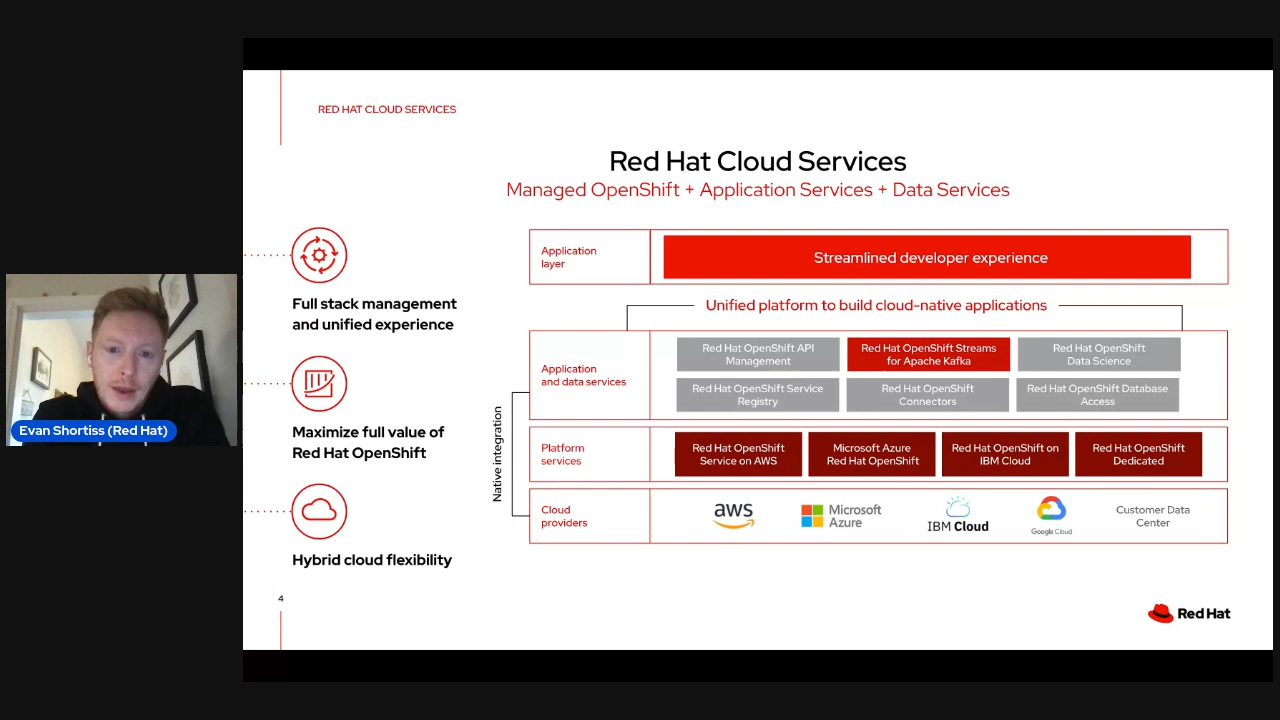 RED HAT CLOUD SERVICES
Red Hat Cloud Services
Managed OpenShift + Application Services + Data Services
Full stack management
and unified experience
Maximize full value of
Red Hat OpenShift
Hybrid cloud flexibility
Application
layer
Streamlined developer experience
Unified platform to build cloud-native applications
Native integration
Application
and data services
Red Hat OpenShift API
Management
Red Hat OpenShift Streams
for Apache Kafka
Red Hat OpenShift
Data Science
Red Hat OpenShift Service
Registry
Red Hat OpenShift
Connectors
Red Hat OpenShift Database
Access
Platform
services
Red Hat OpenShift
Service on AWS
Microsoft Azure
Red Hat OpenShift
Red Hat OpenShift on
IBM Cloud
Red Hat OpenShift
Dedicated
Cloud
providers
aws
Microsoft
Azure
IBM Cloud
Google Cloud
Customer Data
Center
4
Red Hat
Evan Shortiss (Red Hat)